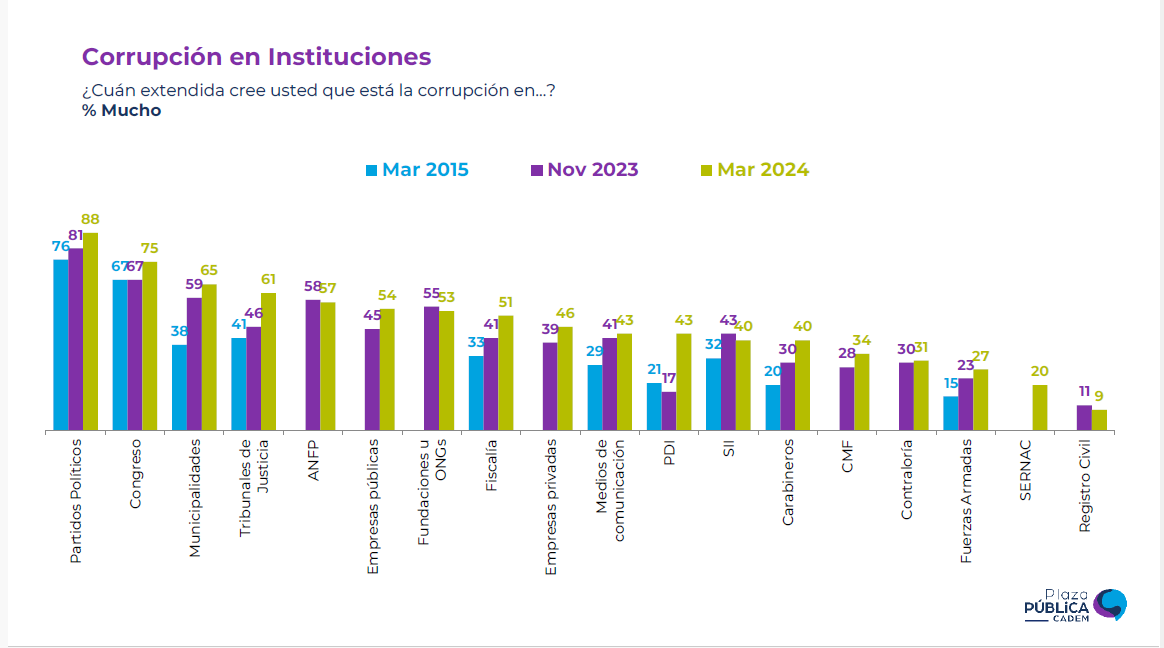 Corrupción en Instituciones
¿Cuán extendida cree usted que está la corrupción en...?
% Mucho
Mar 2015 Nov 2023 Mar 2024
76 81 88
67 67 75
38 59 65
41 46 61
58 57
45 54
55 53
33 41 51
39 46
29 41 43
21 17 43
32 43 40
20 30 40
28 34
30 31
15 23 27
20
11 9
Partidos Políticos
Congreso
Municipalidades
Tribunales de
Justicia
ANFP
Empresas públicas
Fundaciones u
ONGs
Fiscalía
Empresas privadas
Medios de
comunicación
PDI
SII
Carabineros
CMF
Contraloría
Fuerzas Armadas
SERNAC
Registro Civil
Plaza
PÚBLiCA
CADEM